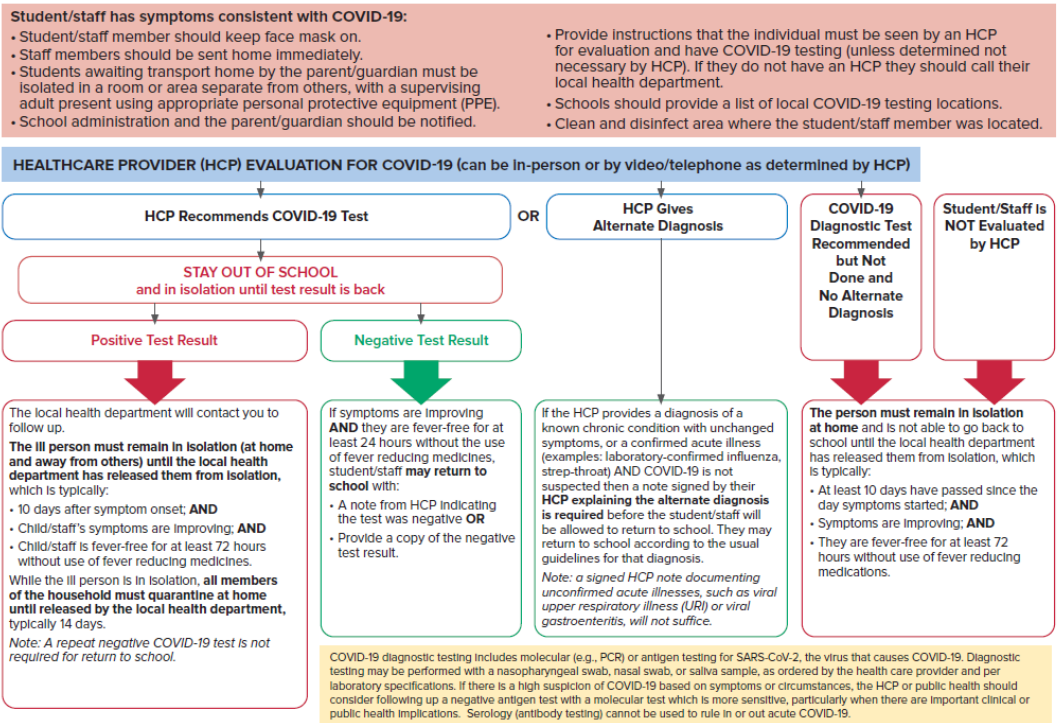 Student/staff has symptoms consistent with COVID-19:
• Student/staff member should keep face mask on.
• Staff members should be sent home immediately.
• Students awaiting transport home by the parent/guardian must be
isolated in a room or area separate from others, with a supervising
adult present using appropriate personal protective equipment (PPE).
• School administration and the parent/guardian should be notified.
• Provide instructions that the individual must be seen by an HCP
for evaluation and have COVID-19 testing (unless determined not
necessary by HCP). If they do not have an HCP they should call their
local health department.
• Schools should provide a list of local COVID-19 testing locations.
• Clean and disinfect area where the student/staff member was located.
HEALTHCARE PROVIDER (HCP) EVALUATION FOR COVID-19 (can be in-person or by video/telephone as determined by HCP)
HCP Recommends COVID-19 Test
OR
HCP Gives
Alternate Diagnosis
COVID-19
Diagnostic Test
Recommended
but Not
Done and
No Alternate
Diagnosis
Student/Staff is
NOT Evaluated
by HCP
STAY OUT OF SCHOOL
and in isolation until test result is back
Positive Test Result
Negative Test Result
The local health department will contact you to
follow up.
The ill person must remain in isolation (at home
and away from others) until the local health
department has released them from isolation,
which is typically:
• 10 days after symptom onset; AND
• Child/staff's symptoms are improving; AND
• Child/staff is fever-free for at least 72 hours
without use of fever reducing medicines.
While the ill person is in isolation, all members
of the household must quarantine at home
until released by the local health department,
typically 14 days.
Note: A repeat negative COVID-19 test is not
required for return to school.
If symptoms are improving
AND they are fever-free for at
least 24 hours without the use
of fever reducing medicines,
student/staff may return to
school with:
• A note from HCP indicating
the test was negative OR
• Provide a copy of the negative
test result.
If the HCP provides a diagnosis of a
known chronic condition with unchanged
symptoms, or a confirmed acute illness
(examples: laboratory-confirmed influenza,
strep-throat) AND COVID-19 is not
suspected then a note signed by their
HCP explaining the alternate diagnosis
is required before the student/staff will
be allowed to return to school. They may
return to school according to the usual
guidelines for that diagnosis.
Note: a signed HCP note documenting
unconfirmed acute illnesses, such as viral
upper respiratory illness (URI) or viral
gastroenteritis, will not suffice.
The person must remain in isolation
at home and is not able to go back to
school until the local health department
has released them from isolation, which
is typically:
• At least 10 days have passed since the
day symptoms started; AND
• Symptoms are improving; AND
• They are fever-free for at least 72
hours without use of fever reducing
medications.
COVID-19 diagnostic testing includes molecular (e.g., PCR) or antigen testing for SARS-CoV-2, the virus that causes COVID-19. Diagnostic
testing may be performed with a nasopharyngeal swab, nasal swab, or saliva sample, as ordered by the health care provider and per
laboratory specifications. If there is a high suspicion of COVID-19 based on symptoms or circumstances, the HCP or public health should
consider following up a negative antigen test with a molecular test which is more sensitive, particularly when there are important clinical or
public health implications. Serology (antibody testing) cannot be used to rule in or out acute COVID-19.